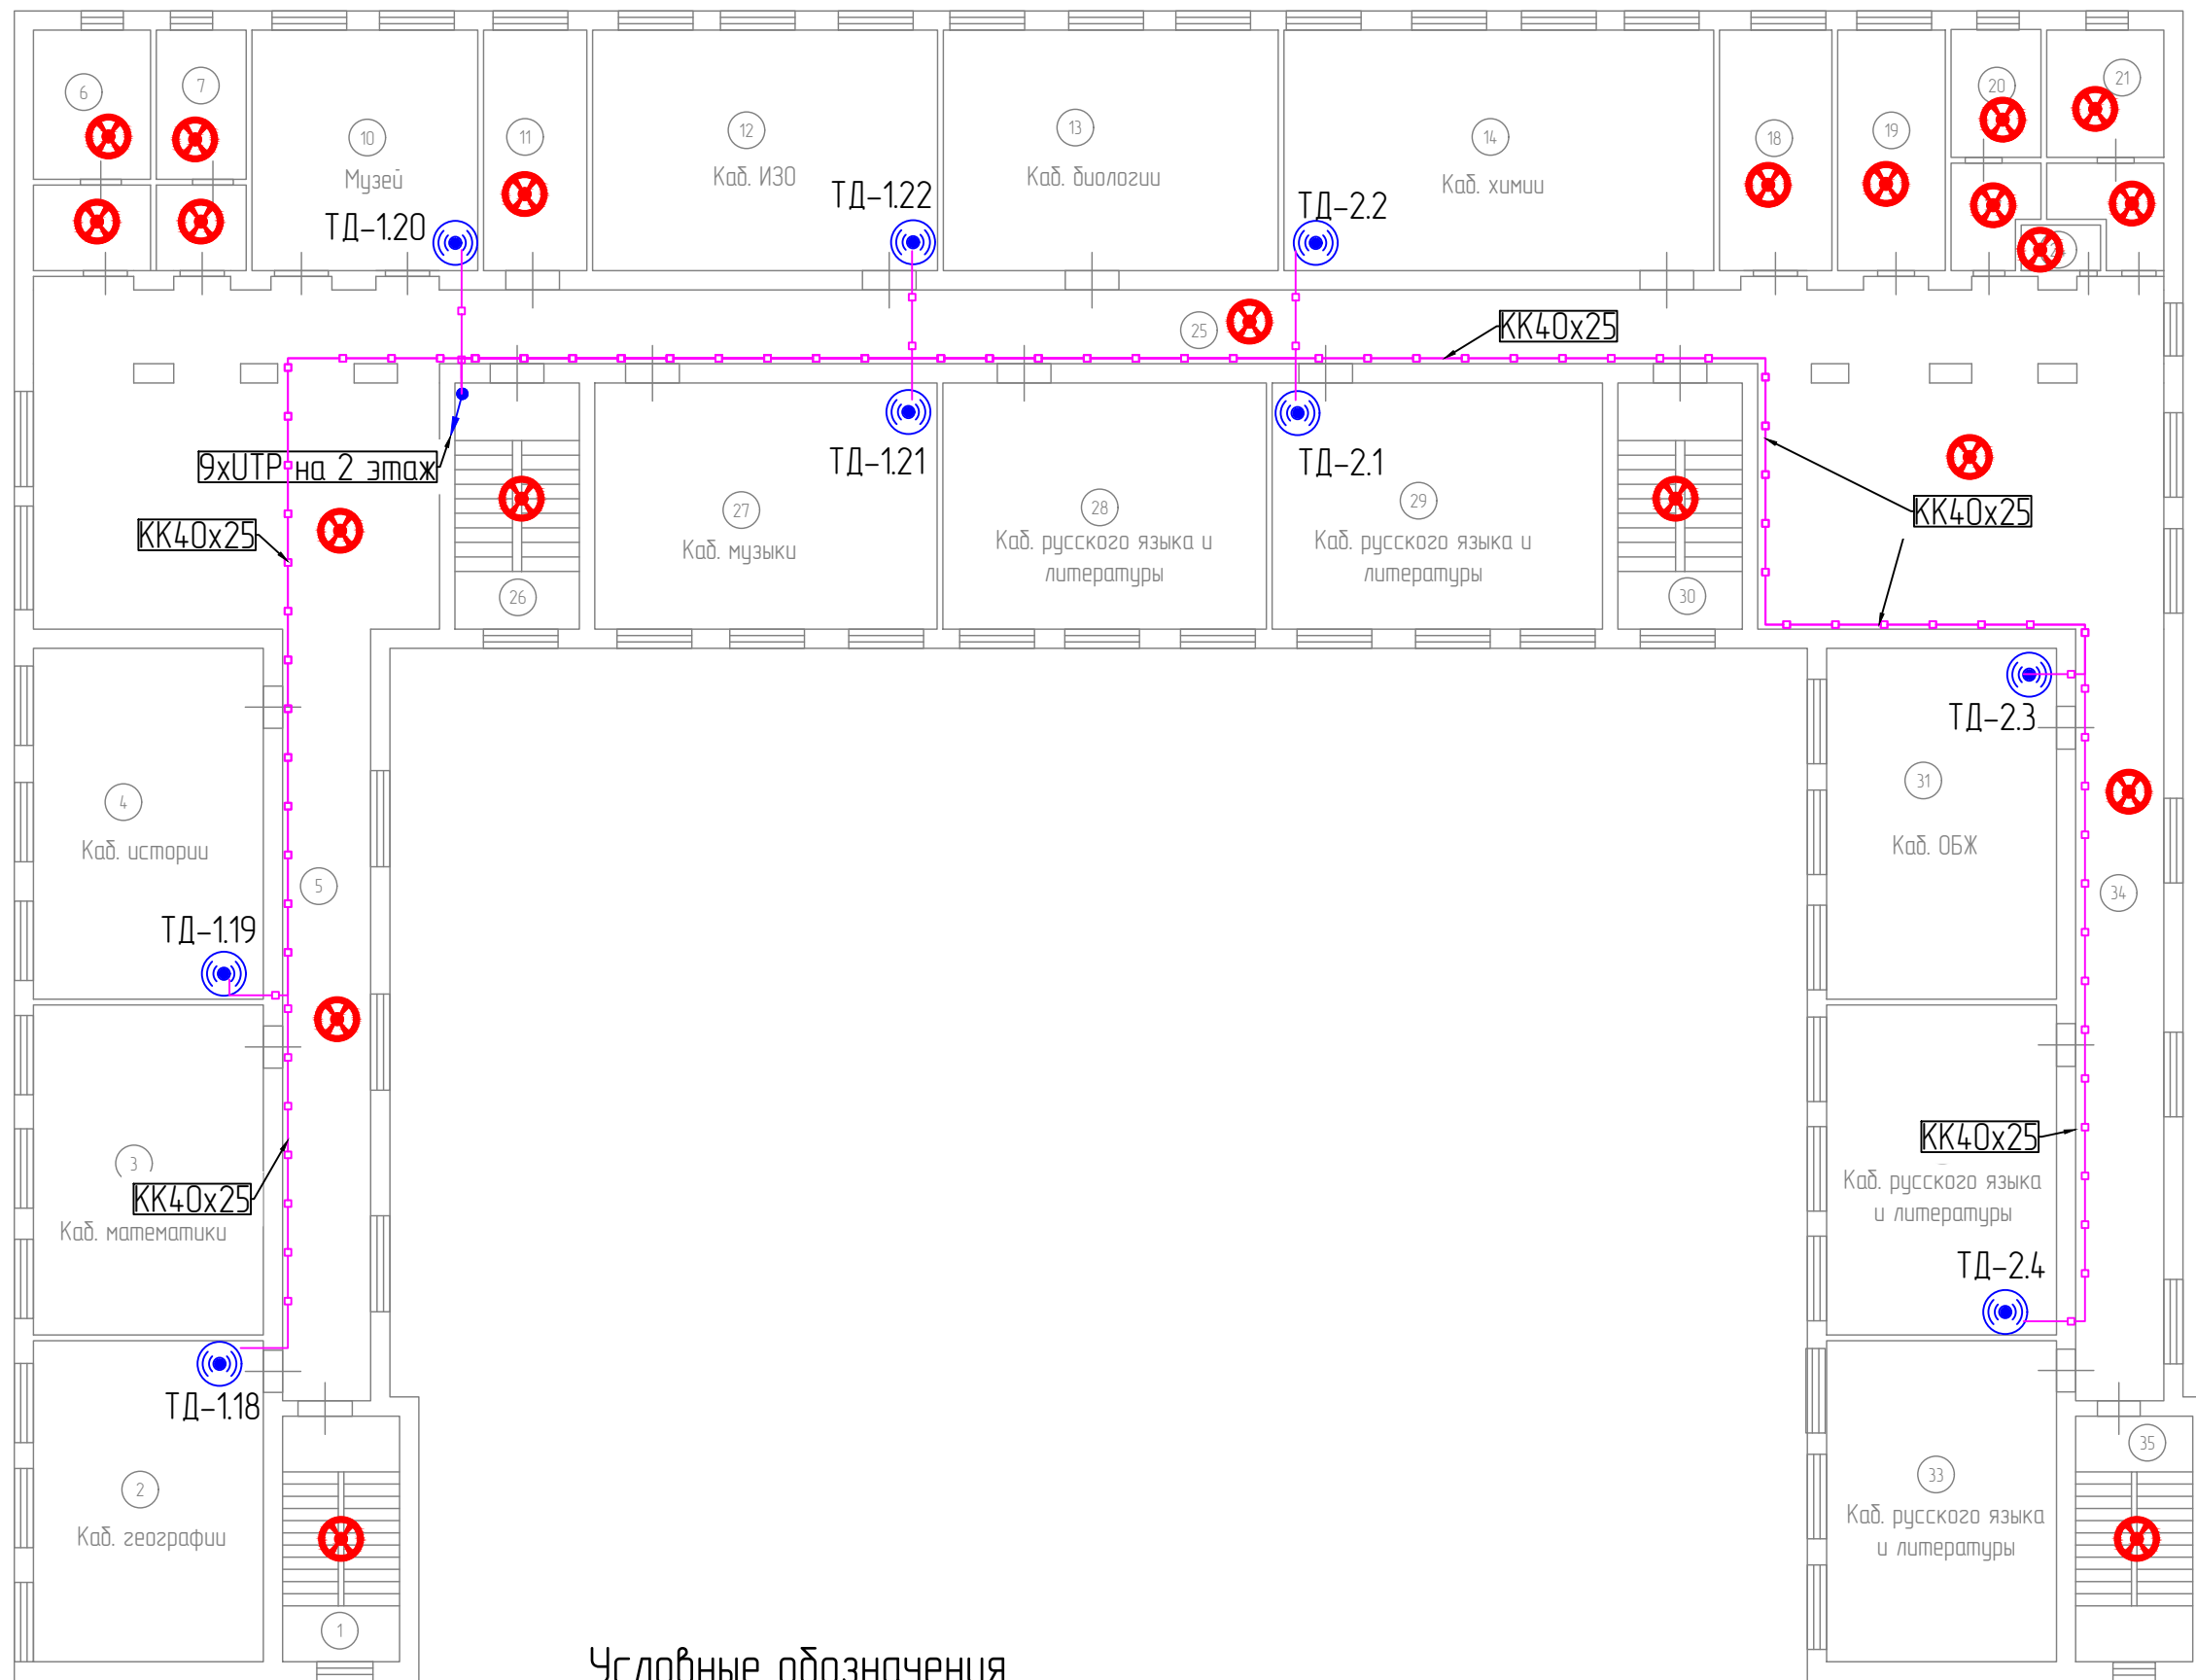 6
7
10
Музей
11
12
Каб. ИЗО
13
Каб. биологии
14
Каб. химии
18
19
20
21
ТД-1.20
ТД-1.22
ТД-2.2
25
КК40х25
9хUTP на 2 этаж
ТД-1.21
ТД-2.1
КК40х25
КК40х25
27
Каб. музыки
28
Каб. русского языка и
литературы
29
Каб. русского языка и
литературы
26
30
ТД-2.3
4
Каб. истории
5
31
Каб. ОБЖ
34
ТД-1.19
3
КК40х25
Каб. математики
КК40х25
Каб. русского языка
и литературы
ТД-2.4
ТД-1.18
2
Каб. географии
1
33
Каб. русского языка
и литературы
35
Условные обозначения